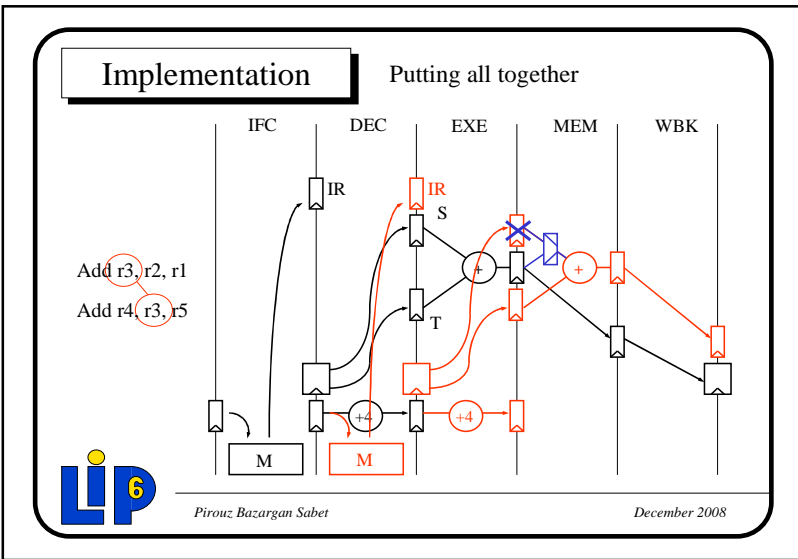 Implementation
Putting all together
IFC DEC EXE MEM WBK
IR IR
S
+ +
Add r3, r2, r1
Add r4, r3, r5
T
+4 +4
M M
LIP6
Pirouz Bazargan Sabet
December 2008